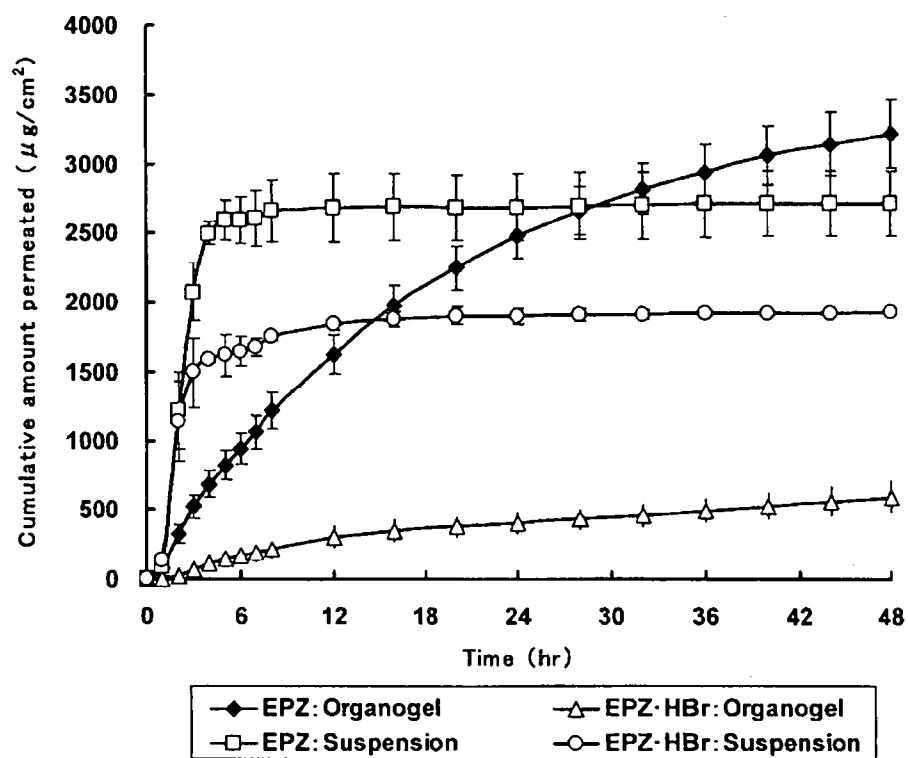 Cumulative amount permeated (μg/cm²)
4000
3500
3000
2500
2000
1500
1000
500
0
0 6 12 18 24 30 36 42 48
Time (hr)
EPZ:Organogel EPZ·HBr:Organogel
EPZ:Suspension EPZ·HBr:Suspension